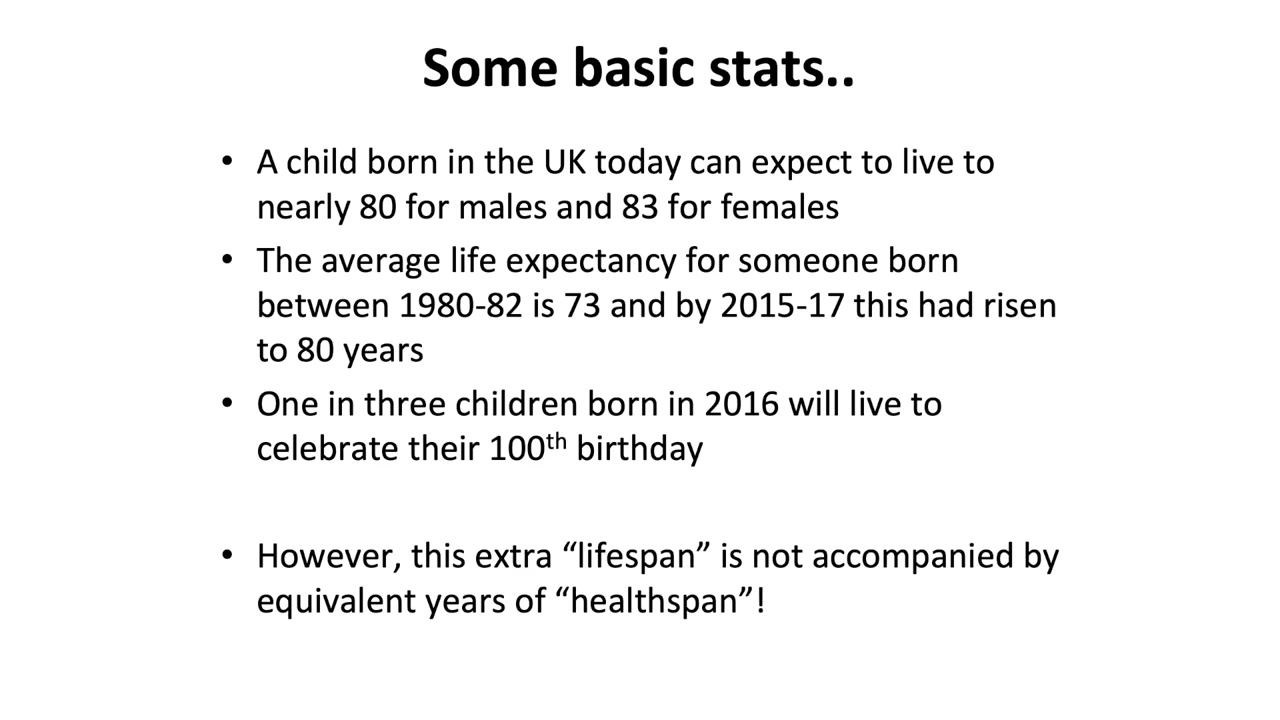 Some basic stats..
• A child born in the UK today can expect to live to
nearly 80 for males and 83 for females
• The average life expectancy for someone born
between 1980-82 is 73 and by 2015-17 this had risen
to 80 years
• One in three children born in 2016 will live to
celebrate their 100th birthday
• However, this extra “lifespan” is not accompanied by
equivalent years of “healthspan”!